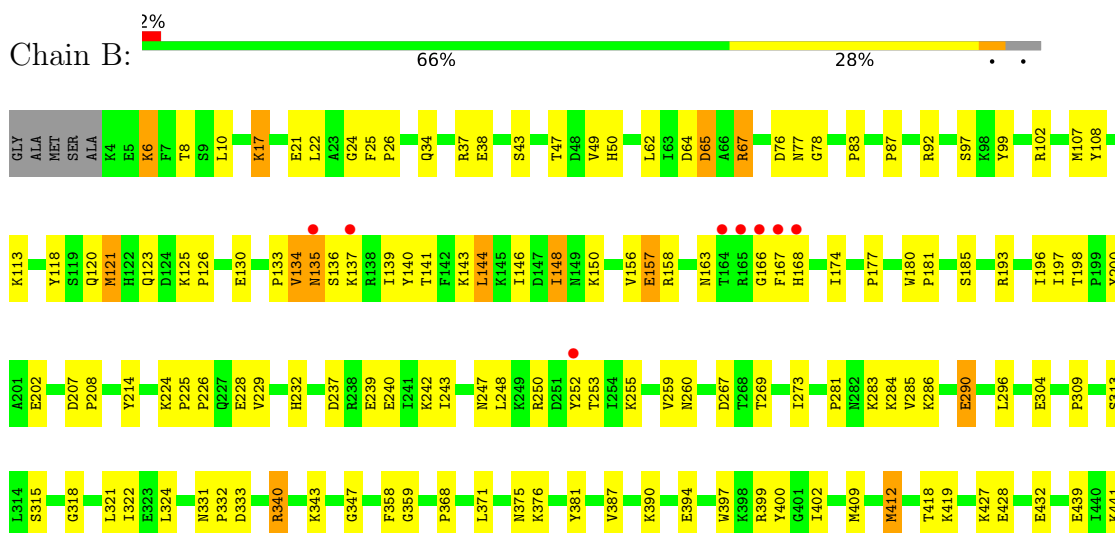 2%
Chain B:
66% 28% • •
GLY ALA MET SER ALA K4 E5 K6 F7 T8 S9 L10 K17 E21 L22 A23 G24 F25 P26 Q34 R37 E38 S43 T47 D48 V49 H50 L62 I63 D64 D65 A66 R67 D76 N77 G78 P83 P87 R92 S97 K98 Y99 R102 M107 Y108
K113 Y118 S119 Q120 M121 H122 Q123 D124 K125 P126 E130 P133 V134 N135 S136 K137 R138 I139 Y140 T141 F142 K143 L144 K145 I146 D147 I148 N149 K150 V156 E157 R158 N163 T164 R165 G166 F167 H168 I174 P177 W180 P181 S185 R193 I196 I197 T198 P199 Y200
A201 E202 D207 P208 Y214 K224 P225 P226 Q227 E228 V229 H232 D237 R238 E239 E240 I241 K242 I243 N247 L248 K249 R250 D251 Y252 T253 I254 K255 V259 N260 D267 T268 T269 I273 P281 N282 K283 K284 V285 K286 E290 L296 E304 P309 S313
L314 S315 G318 L321 I322 E323 L324 N331 P332 D333 R340 K343 G347 F358 G359 P368 L371 N375 K376 Y381 V387 K390 E394 W397 K398 R399 Y400 G401 I402 M409 M412 T418 K419 K427 E428 E432 E439 I440 K441